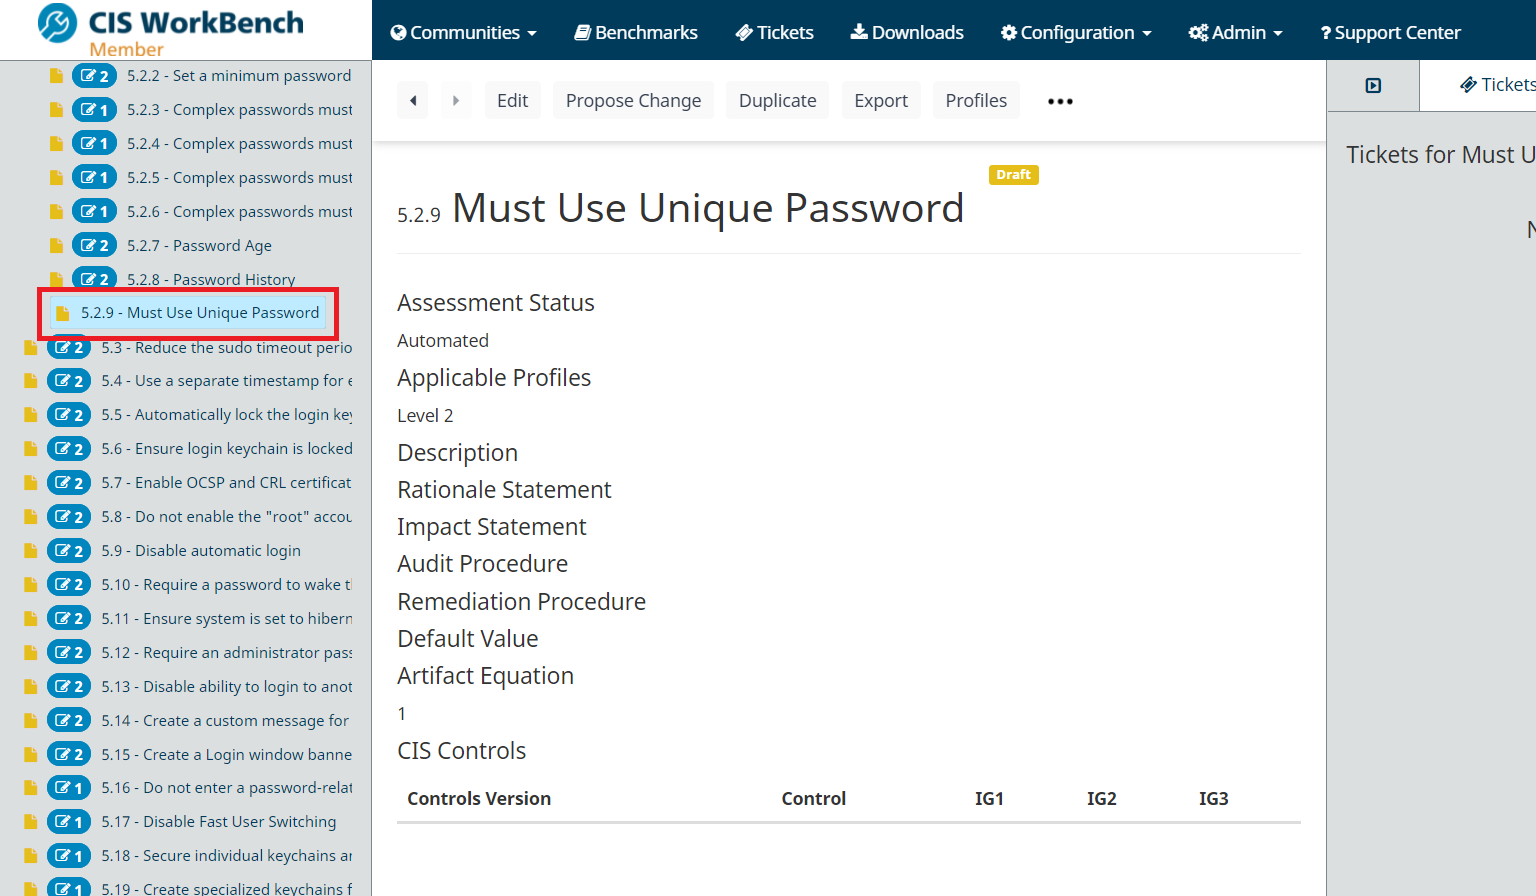 CIS WorkBench
Member
Communities
Benchmarks
Tickets
Downloads
Configuration
Admin
? Support Center
2 5.2.2 - Set a minimum password
1 5.2.3 - Complex passwords must
1 5.2.4 - Complex passwords must
1 5.2.5 - Complex passwords must
1 5.2.6 - Complex passwords must
2 5.2.7 - Password Age
2 5.2.8 - Password History
5.2.9 - Must Use Unique Password
2 5.3 - Reduce the sudo timeout perio
2 5.4 - Use a separate timestamp for e
2 5.5 - Automatically lock the login key
2 5.6 - Ensure login keychain is locked
2 5.7 - Enable OCSP and CRL certificat
2 5.8 - Do not enable the "root" accou
2 5.9 - Disable automatic login
2 5.10 - Require a password to wake t
2 5.11 - Ensure system is set to hibern
2 5.12 - Require an administrator pass
2 5.13 - Disable ability to login to anot
2 5.14 - Create a custom message for
2 5.15 - Create a Login window banne
1 5.16 - Do not enter a password-relat
1 5.17 - Disable Fast User Switching
1 5.18 - Secure individual keychains a
1 5.19 - Create specialized keychains f
Edit
Propose Change
Duplicate
Export
Profiles
•••
Draft
5.2.9 Must Use Unique Password
Assessment Status
Automated
Applicable Profiles
Level 2
Description
Rationale Statement
Impact Statement
Audit Procedure
Remediation Procedure
Default Value
Artifact Equation
1
CIS Controls
Controls Version Control IG1 IG2 IG3
Tickets
Tickets for Must U
N